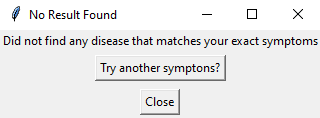 No Result Found
Did not find any disease that matches your exact symptoms
Try another symptons?
Close